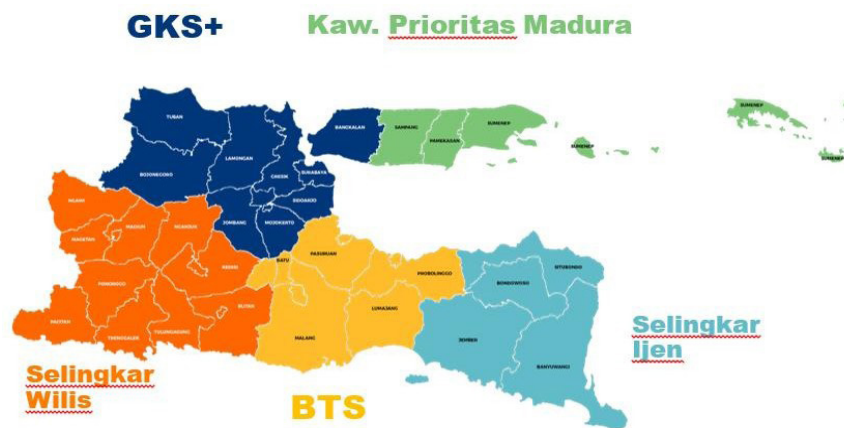 GKS+
Kaw. Prioritas Madura
TUBAN
BANGKALAN
SAMPANG
PAMEKASAN
SUMENEP
SUMENEP
SUMENEP
SUMENEP
LAMONGAN
BOJONEGORO
GRESIK
SURABAYA
SIDOARJO
JOMBANG
MOJOKERTO
NGAWI
MADIUN
NGANJUK
MAGETAN
KEDIRI
PONOROGO
BLITAR
PACITAN
TRENGGALEK
TULUNGAGUNG
BATU
PASURUAN
PROBOLINGGO
MALANG
LUMAJANG
SITUBONDO
BONDOWOSO
JEMBER
BANYUWANGI
Selingkar
Ijen
Selingkar
Wilis
BTS